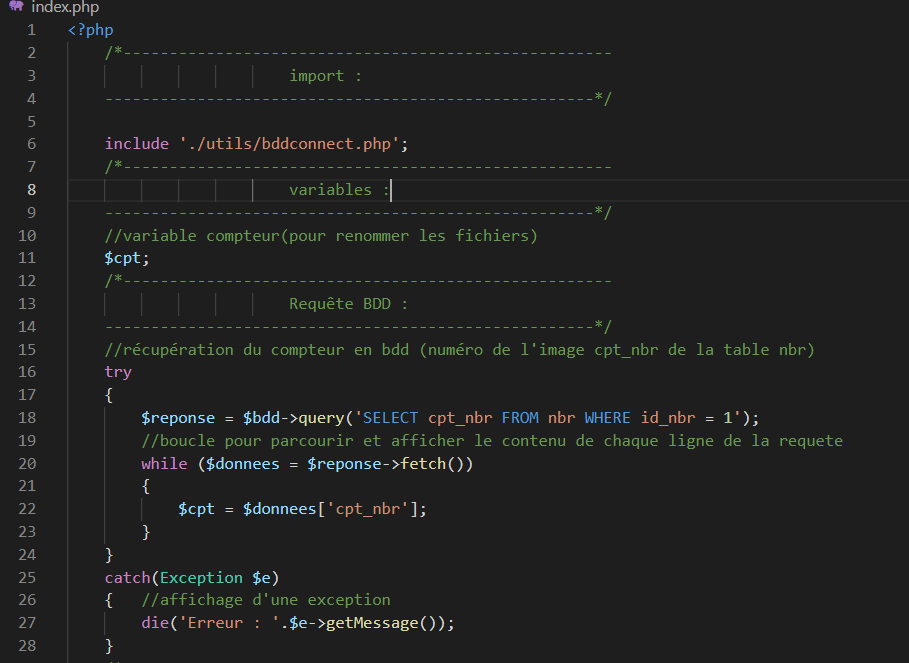 index.php
1 <?php
2 /*-----------------------------------------------------
3 import :
4 -----------------------------------------------------*/
5
6 include './utils/bddconnect.php';
7 /*-----------------------------------------------------
8 variables :
9 -----------------------------------------------------*/
10 //variable compteur(pour renommer les fichiers)
11 $cpt;
12 /*-----------------------------------------------------
13 Requête BDD :
14 -----------------------------------------------------*/
15 //récupération du compteur en bdd (numéro de l'image cpt_nbr de la table nbr)
16 try
17 {
18 $reponse = $bdd->query('SELECT cpt_nbr FROM nbr WHERE id_nbr = 1');
19 //boucle pour parcourir et afficher le contenu de chaque ligne de la requete
20 while ($donnees = $reponse->fetch())
21 {
22 $cpt = $donnees['cpt_nbr'];
23 }
24 }
25 catch(Exception $e)
26 { //affichage d'une exception
27 die('Erreur : '.$e->getMessage());
28 }